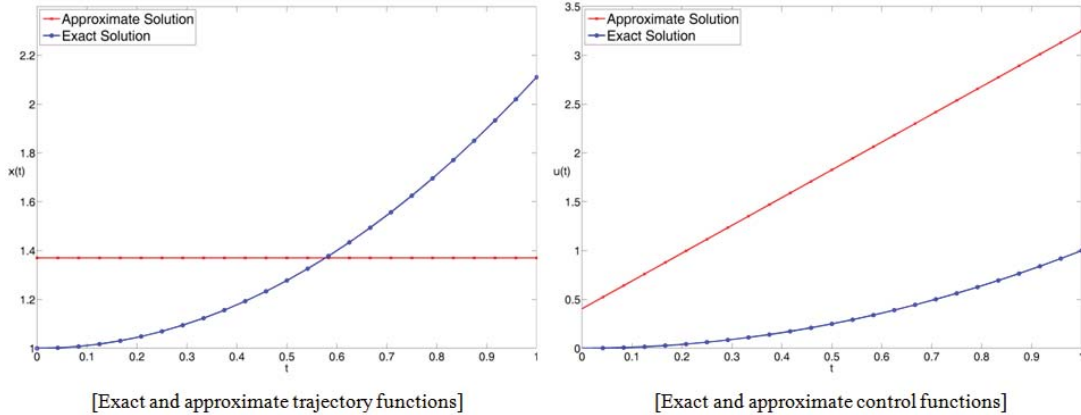 Approximate Solution
Exact Solution
2.2
2
1.8
x(t)
1.6
1.4
1.2
1
0 0.1 0.2 0.3 0.4 0.5 0.6 0.7 0.8 0.9 1
t
[Exact and approximate trajectory functions]
3.5
Approximate Solution
Exact Solution
3
2.5
2
u(t)
1.5
1
0.5
0
0 0.1 0.2 0.3 0.4 0.5 0.6 0.7 0.8 0.9 1
t
[Exact and approximate control functions]